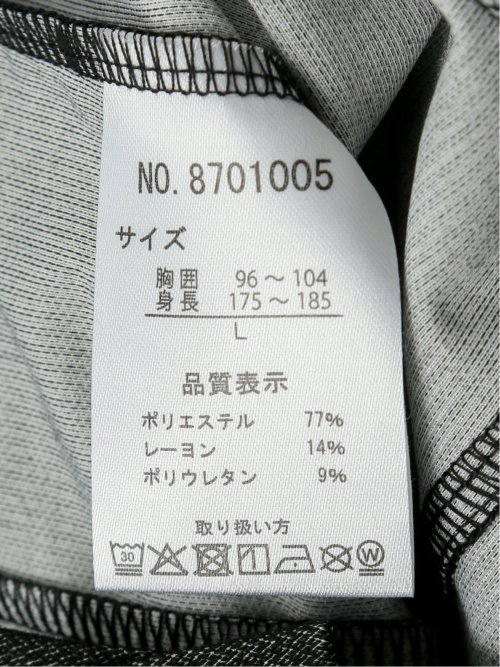 NO. 8701005
サイズ
胸囲 96～104
身長 175～185
L
品質表示
ポリエステル 77%
レーヨン 14%
ポリウレタン 9%
取り扱い方
30 W